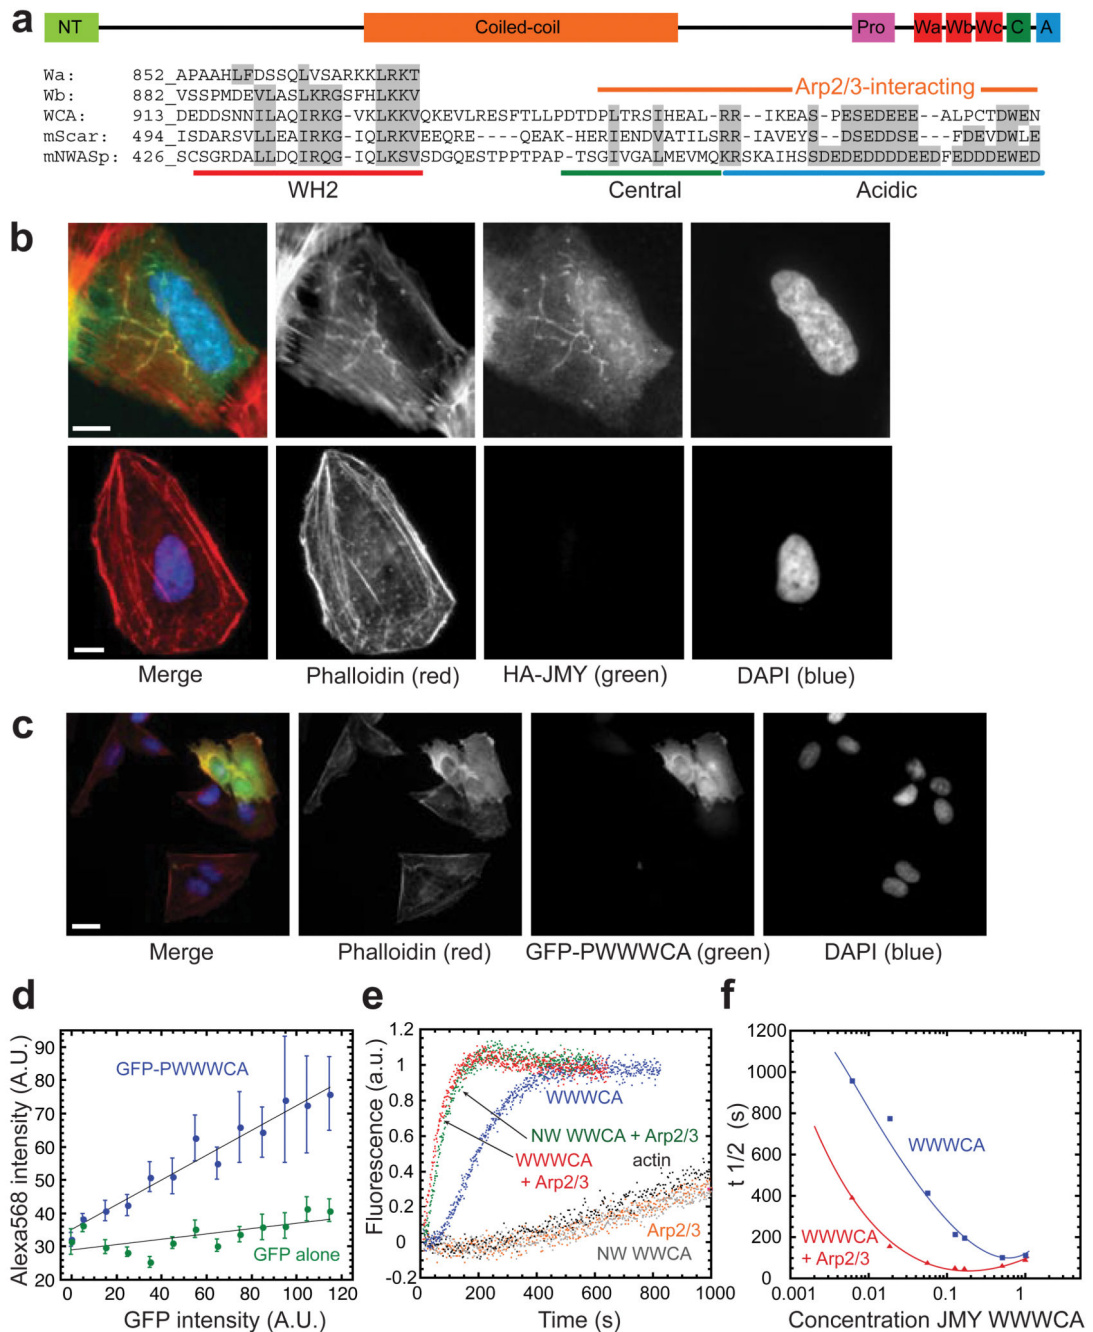 a
NT Coiled-coil Pro Wa Wb Wc C A
Wa: 852_APAAHLFDSSQLVSARKKLRKT
Wb: 882_VSSPMDEVLASLKRGSFHLKKV
Arp2/3-interacting
WCA: 913_DEDDSNNILAQIRKG-VKLKKVQKEVLRESFTLLPDTDPLTRSIHEAL-RR--IKEAS-PESEDEEE--ALPCTDWEN
mScar: 494_ISDARSVLLEAIRKG-IQLRKVEEQRE----QEAK-HERIENDVATILSRR--IAVEYS--DSEDDSE--FDEVDWLE
mNWASp: 426_SCSGRDALLDQIRQG-IQLKSVSDGQESTPPTPAP-TSGIVGALMEVMQKRSKAIHSSDEDEDDDDEEDFEDDDEWED
WH2 Central Acidic
b
Merge Phalloidin (red) HA-JMY (green) DAPI (blue)
c
Merge Phalloidin (red) GFP-PWWWCA (green) DAPI (blue)
d
Alexa568 intensity (A.U.)
90
80
70
60
50
40
30
20
GFP-PWWWCA
GFP alone
0 20 40 60 80 100 120
GFP intensity (A.U.)
e
Fluorescence (a.u.)
1.2
1
0.8
0.6
0.4
0.2
0
-0.2
WWWCA
NW WWCA + Arp2/3
WWWCA
+ Arp2/3
actin
Arp2/3
NW WWCA
0 200 400 600 800 1000
Time (s)
f
t 1/2 (s)
1200
1000
800
600
400
200
0
WWWCA
WWWCA
+ Arp2/3
0.001 0.01 0.1 1
Concentration JMY WWWCA